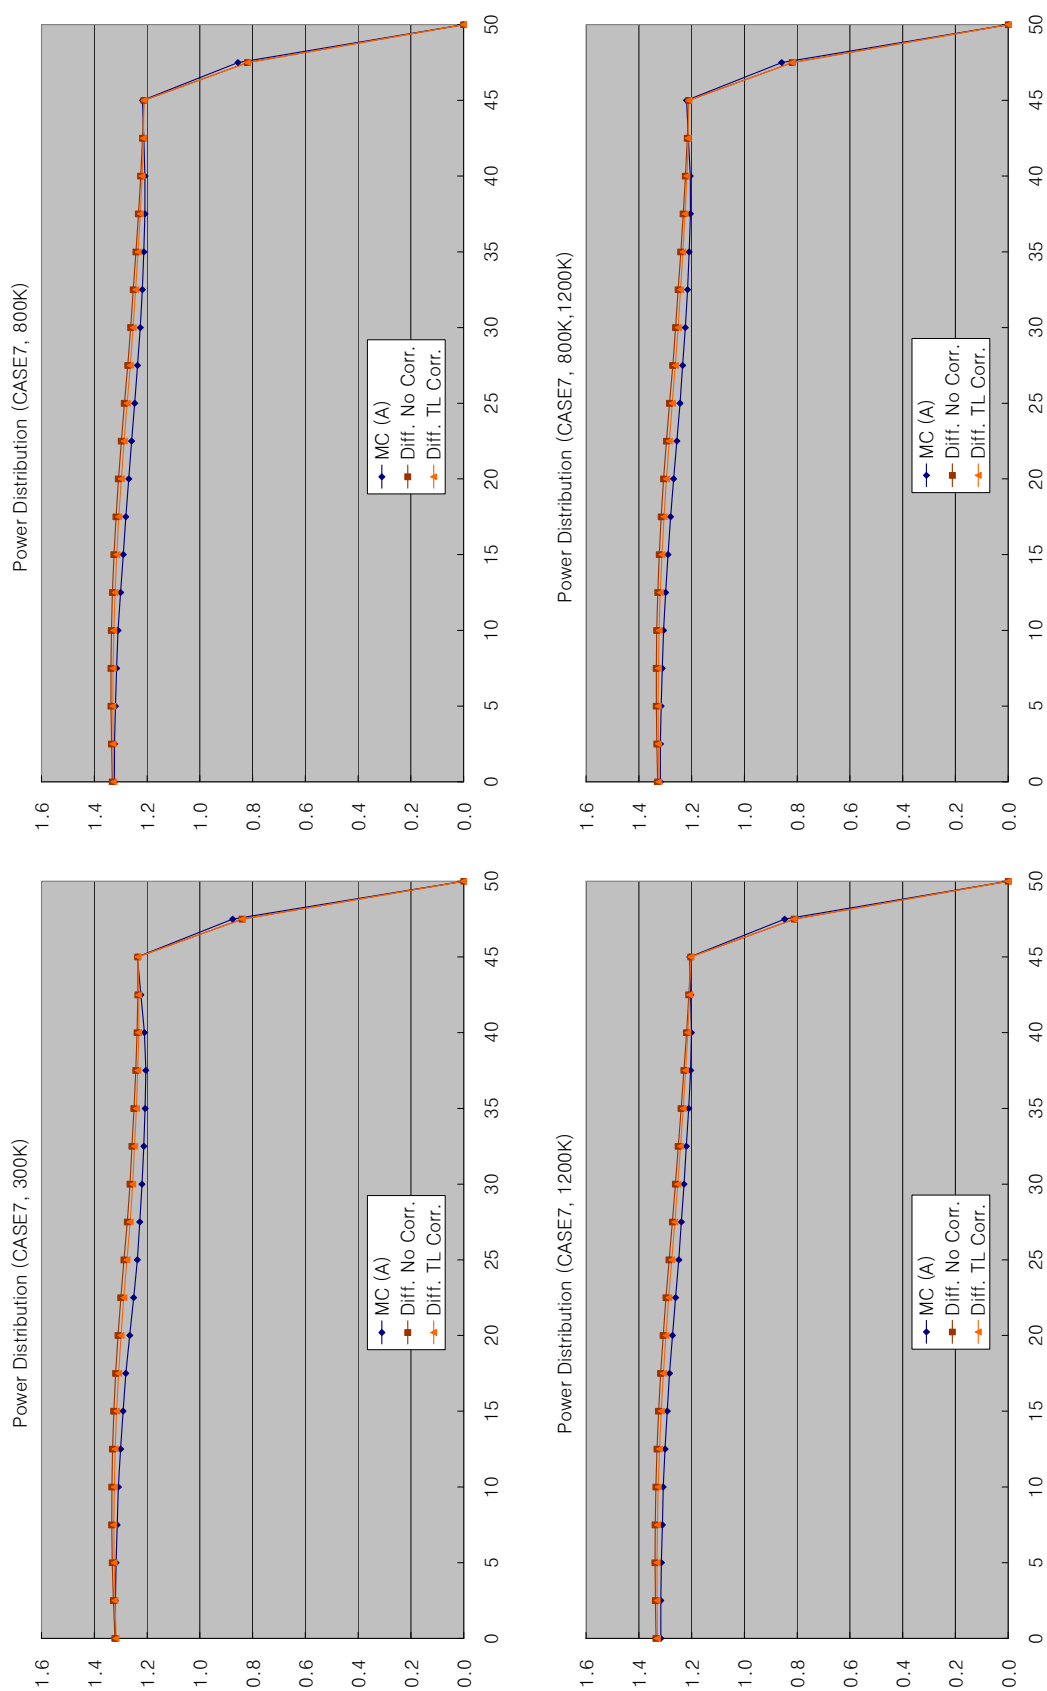 Power Distribution (CASE7, 300K)
1.6
1.4
1.2
1.0
0.8
0.6
0.4
0.2
0.0
0 5 10 15 20 25 30 35 40 45 50
MC (A)
Diff. No Corr.
Diff. TL Corr.
Power Distribution (CASE7, 800K)
1.6
1.4
1.2
1.0
0.8
0.6
0.4
0.2
0.0
0 5 10 15 20 25 30 35 40 45 50
MC (A)
Diff. No Corr.
Diff. TL Corr.
Power Distribution (CASE7, 1200K)
1.6
1.4
1.2
1.0
0.8
0.6
0.4
0.2
0.0
0 5 10 15 20 25 30 35 40 45 50
MC (A)
Diff. No Corr.
Diff. TL Corr.
Power Distribution (CASE7, 800K,1200K)
1.6
1.4
1.2
1.0
0.8
0.6
0.4
0.2
0.0
0 5 10 15 20 25 30 35 40 45 50
MC (A)
Diff. No Corr.
Diff. TL Corr.